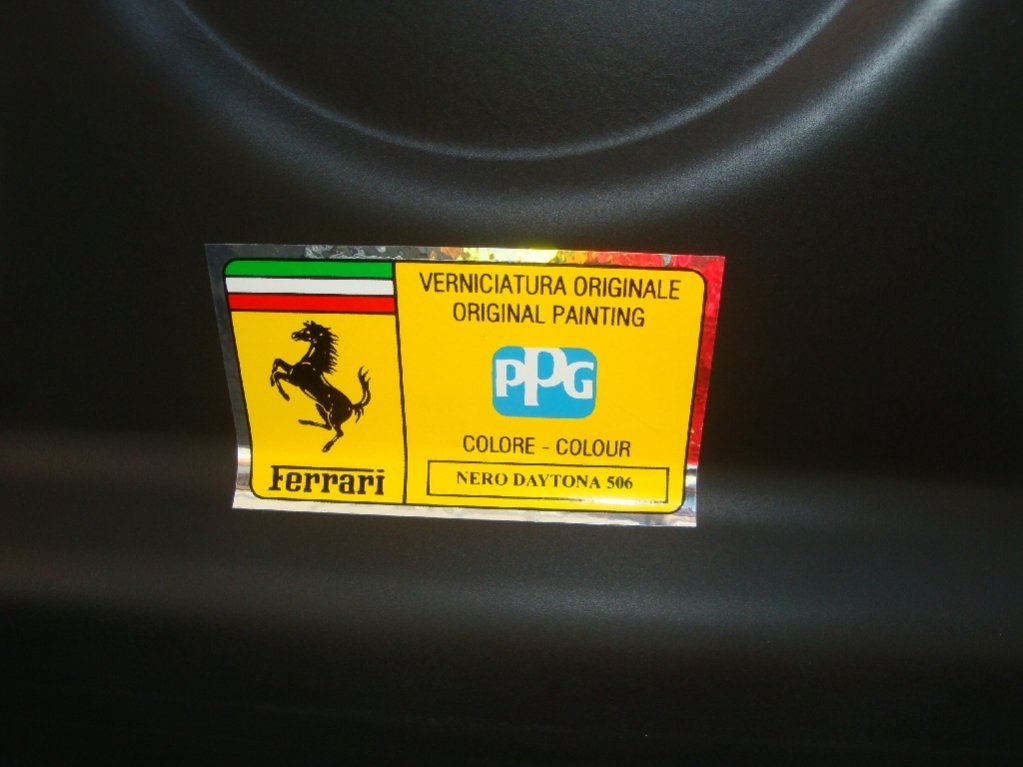 VERNICIATURA ORIGINALE
ORIGINAL PAINTING
PPG
COLORE - COLOUR
NERO DAYTONA 506
Ferrari